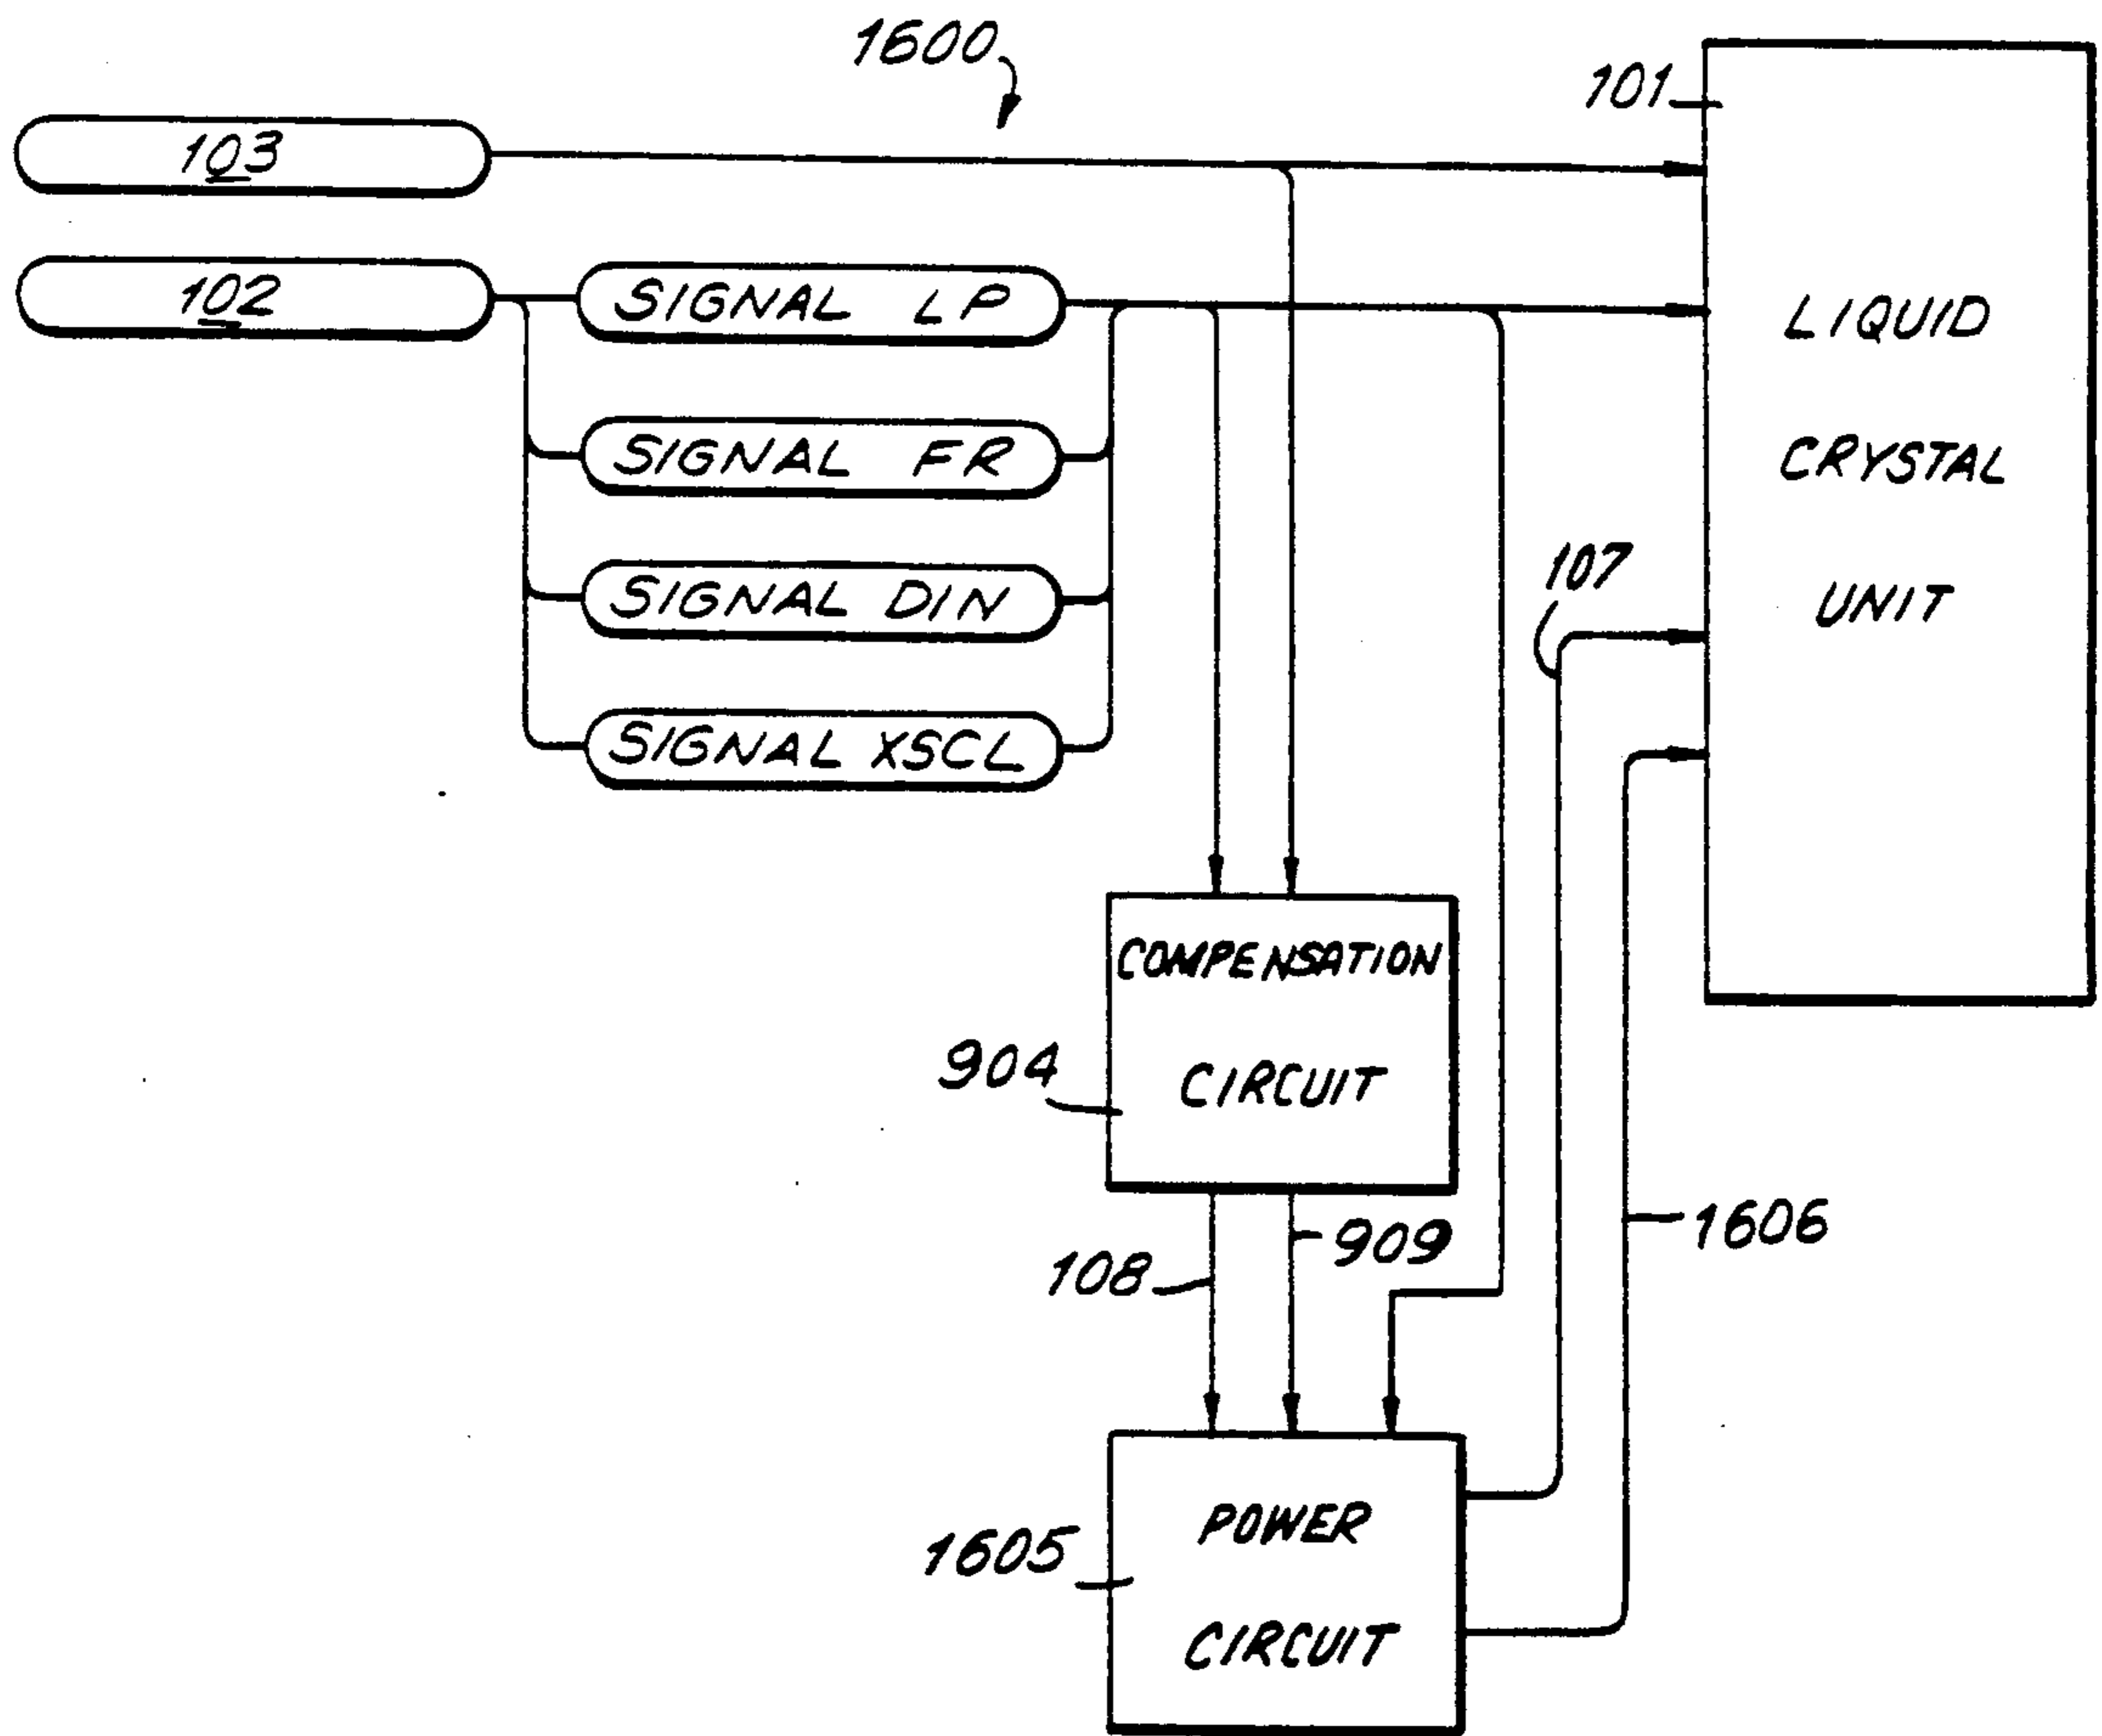 1600
101
103
102
SIGNAL LP
SIGNAL FR
SIGNAL DIN
SIGNAL XSCL
LIQUID
CRYSTAL
UNIT
107
COMPENSATION
CIRCUIT
904
108
909
1606
POWER
CIRCUIT
1605